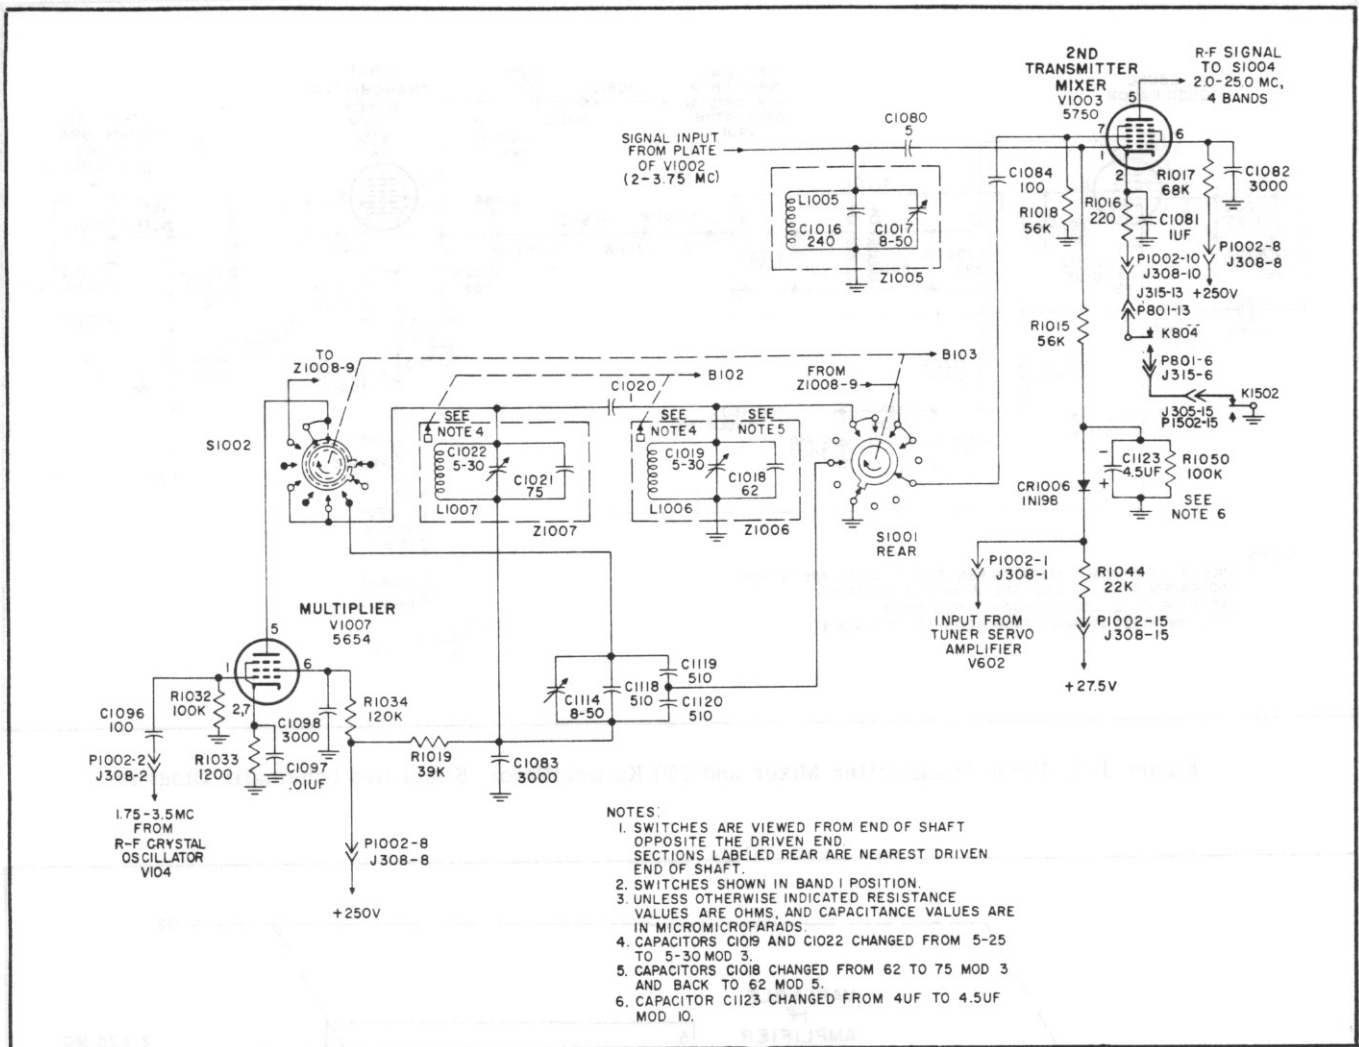 2ND
TRANSMITTER
MIXER
V1003
5750
R-F SIGNAL
TO S1004
2.0-25.0 MC,
4 BANDS
5
7
1
6
2
SIGNAL INPUT
FROM PLATE
OF V1002
(2-3.75 MC)
C1080
5
C1084
100
R1018
56K
R1016
220
R1017
68K
C1082
3000
C1081
1UF
L1005
C1016
240
C1017
8-50
Z1005
P1002-10
J308-10
P1002-8
J308-8
+250V
J315-13
P801-13
K804
R1015
56K
P801-6
J315-6
K1502
J305-15
P1502-15
TO
Z1008-9
B103
B102
FROM
Z1008-9
C1020
1
S1002
SEE
NOTE 4
C1022
5-30
C1021
75
L1007
Z1007
SEE
NOTE 4
SEE
NOTE 5
C1019
5-30
C1018
62
L1006
Z1006
S1001
REAR
C1123
4.5UF
−
+
R1050
100K
SEE
NOTE 6
CR1006
1N198
P1002-1
J308-1
R1044
22K
INPUT FROM
TUNER SERVO
AMPLIFIER
V602
P1002-15
J308-15
+27.5V
MULTIPLIER
V1007
5654
5
1
6
2,7
R1032
100K
C1096
100
P1002-2
J308-2
R1033
1200
C1098
3000
C1097
.01UF
R1034
120K
R1019
39K
C1083
3000
C1114
8-50
C1118
510
C1119
510
C1120
510
1.75-3.5MC
FROM
R-F CRYSTAL
OSCILLATOR
V104
P1002-8
J308-8
+250V
NOTES:
1. SWITCHES ARE VIEWED FROM END OF SHAFT
OPPOSITE THE DRIVEN END.
SECTIONS LABELED REAR ARE NEAREST DRIVEN
END OF SHAFT.
2. SWITCHES SHOWN IN BAND 1 POSITION.
3. UNLESS OTHERWISE INDICATED RESISTANCE
VALUES ARE OHMS, AND CAPACITANCE VALUES ARE
IN MICROMICROFARADS.
4. CAPACITORS C1019 AND C1022 CHANGED FROM 5-25
TO 5-30 MOD 3.
5. CAPACITORS C1018 CHANGED FROM 62 TO 75 MOD 3
AND BACK TO 62 MOD 5.
6. CAPACITOR C1123 CHANGED FROM 4UF TO 4.5UF
MOD 10.